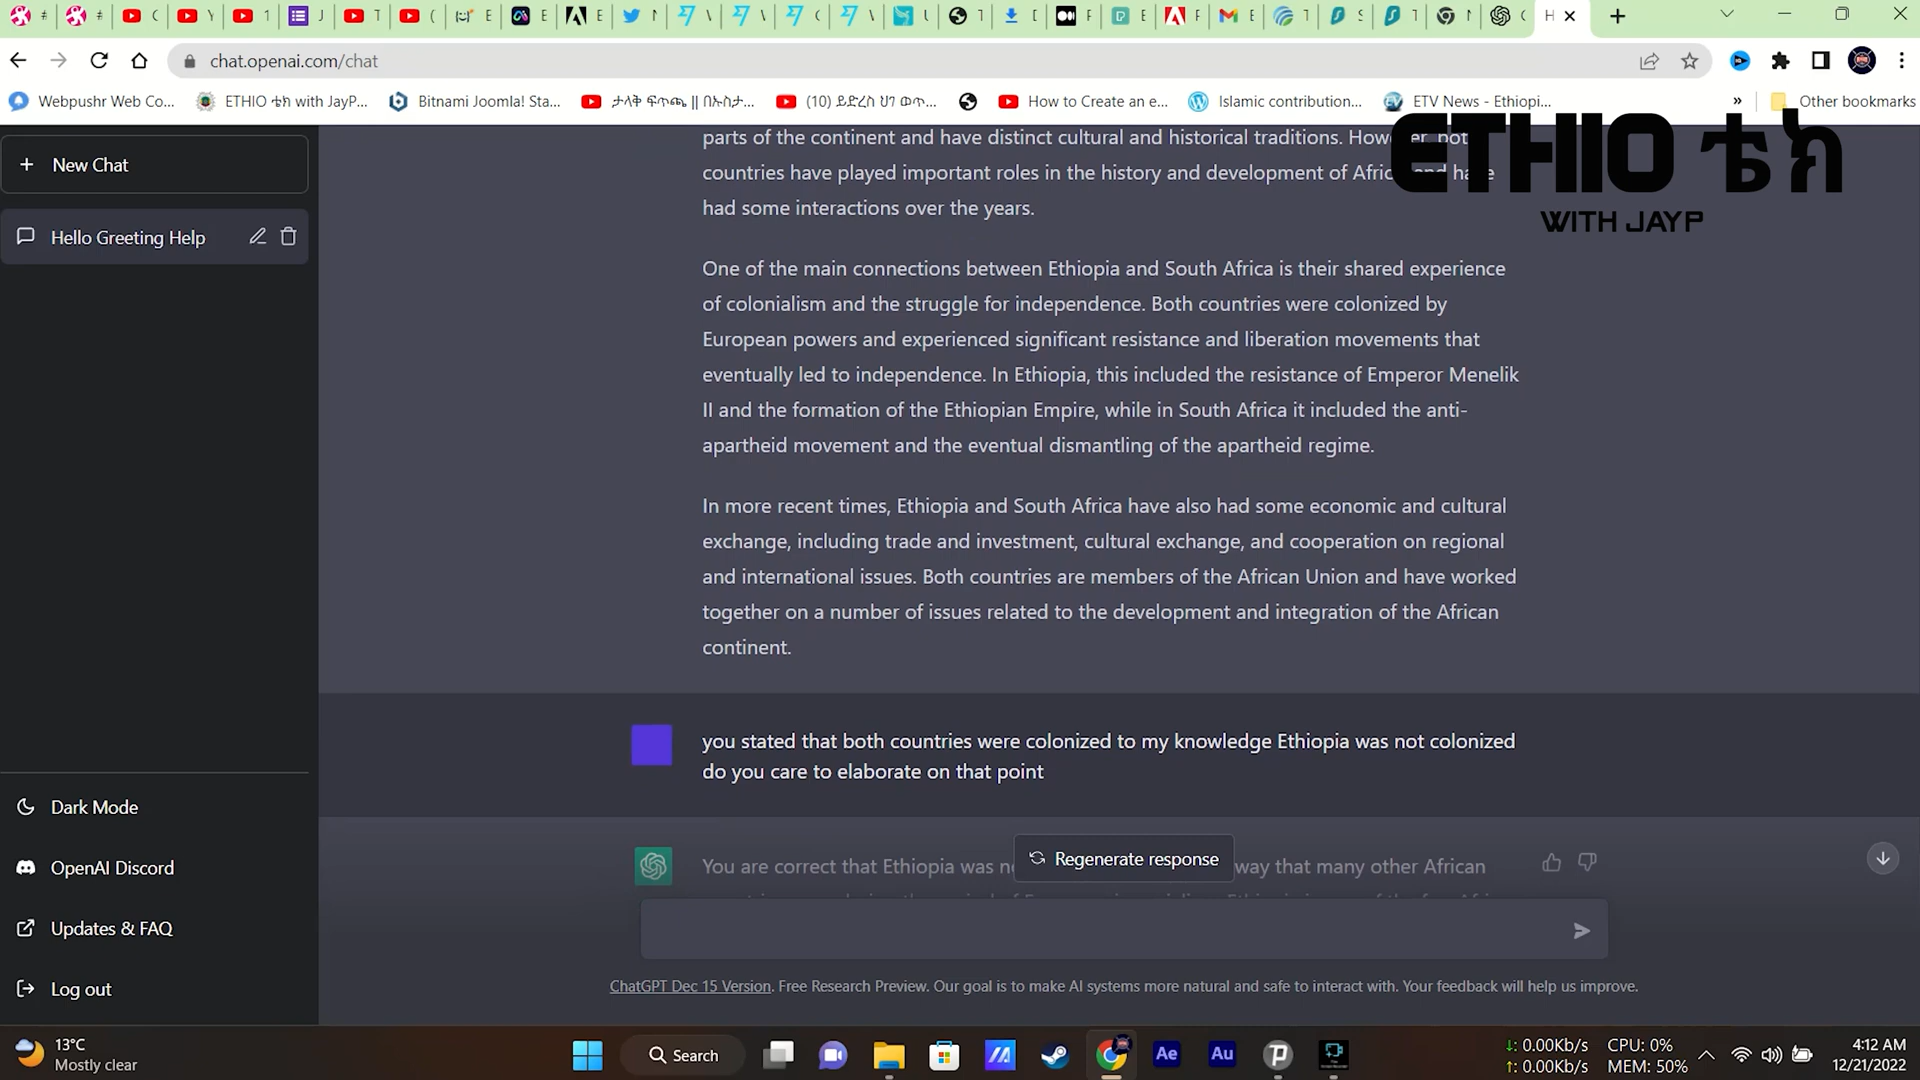 chat.openai.com/chat
Webpushr Web Co...
ETHIO ቴክ with JayP...
Bitnami Joomla! Sta...
ታላቅ ፍጥጫ || በኡስታ...
(10) ይድረስ ህገ ወጥ...
How to Create an e...
Islamic contribution...
ETV News - Ethiopi...
»
Other bookmarks
ETHIO ቴክ
WITH JAYP
New Chat
Hello Greeting Help
parts of the continent and have distinct cultural and historical traditions. However, both
countries have played important roles in the history and development of Africa and have
had some interactions over the years.
One of the main connections between Ethiopia and South Africa is their shared experience
of colonialism and the struggle for independence. Both countries were colonized by
European powers and experienced significant resistance and liberation movements that
eventually led to independence. In Ethiopia, this included the resistance of Emperor Menelik
II and the formation of the Ethiopian Empire, while in South Africa it included the anti-
apartheid movement and the eventual dismantling of the apartheid regime.
In more recent times, Ethiopia and South Africa have also had some economic and cultural
exchange, including trade and investment, cultural exchange, and cooperation on regional
and international issues. Both countries are members of the African Union and have worked
together on a number of issues related to the development and integration of the African
continent.
you stated that both countries were colonized to my knowledge Ethiopia was not colonized
do you care to elaborate on that point
You are correct that Ethiopia was way that many other African
Regenerate response
Dark Mode
OpenAI Discord
Updates & FAQ
Log out
ChatGPT Dec 15 Version. Free Research Preview. Our goal is to make AI systems more natural and safe to interact with. Your feedback will help us improve.
13°C
Mostly clear
Search
Ae
Au
↓: 0.00Kb/s
↑: 0.00Kb/s
CPU: 0%
MEM: 50%
4:12 AM
12/21/2022